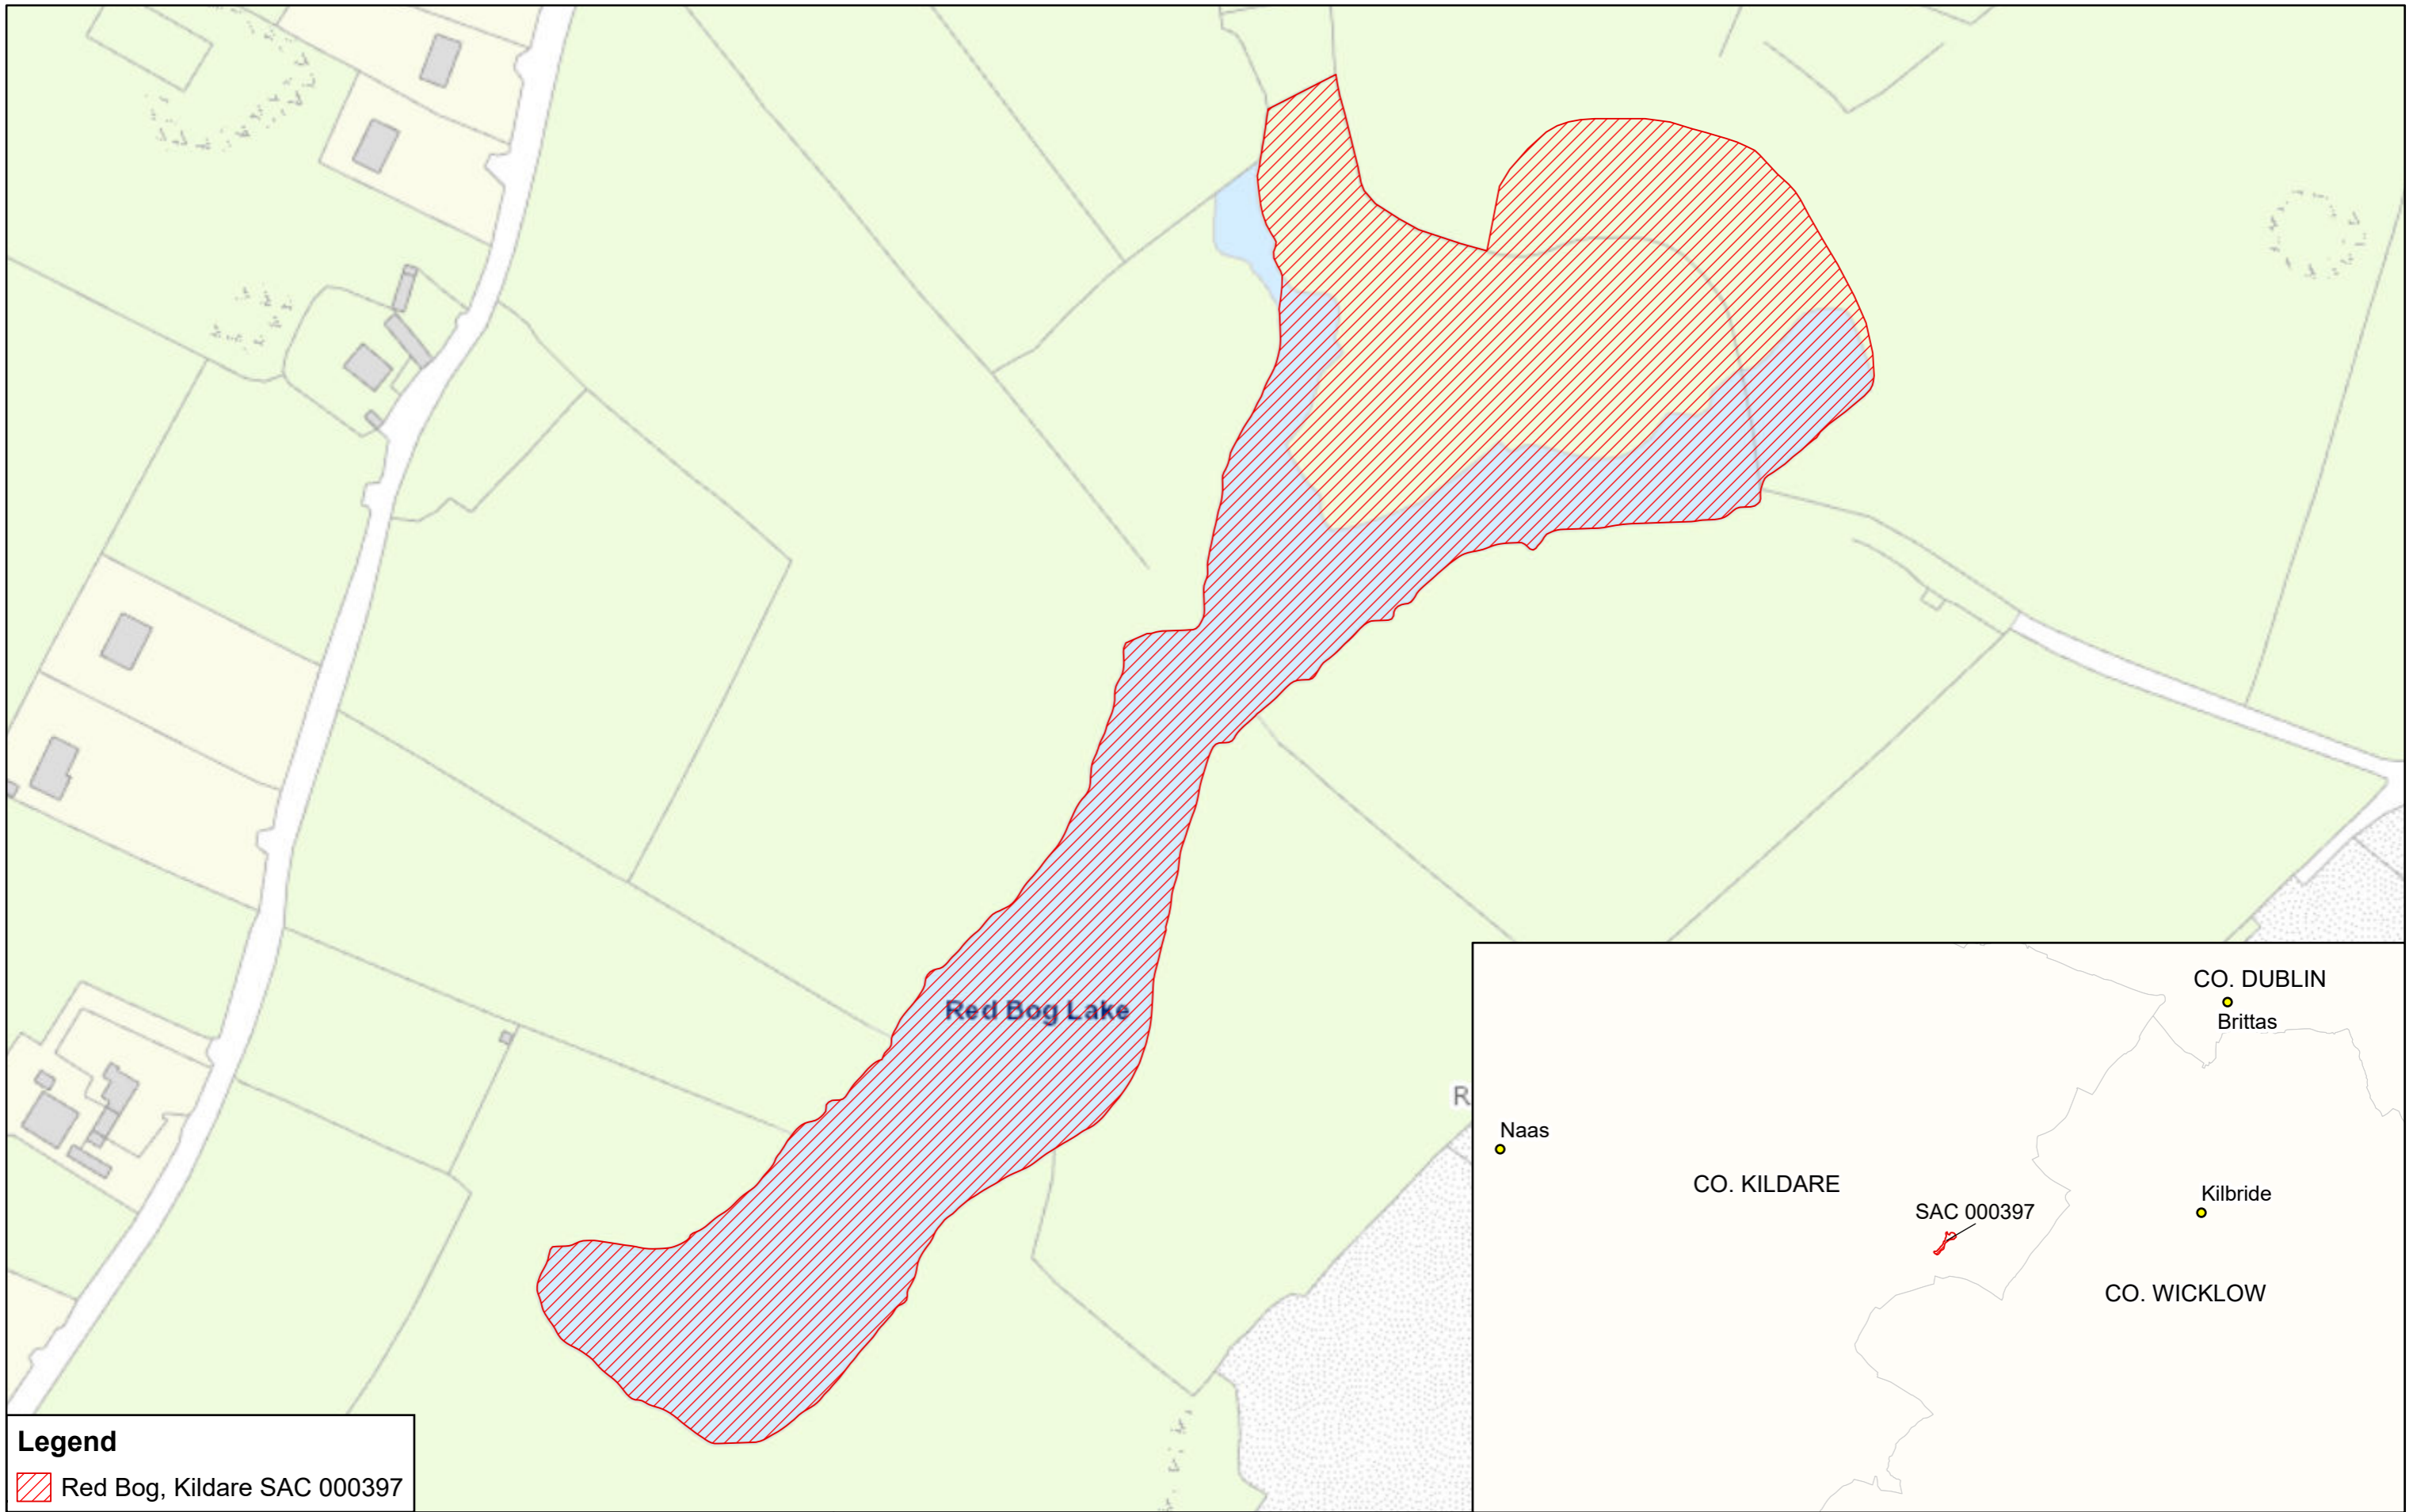 Red Bog Lake
R
CO. DUBLIN
Brittas
Naas
CO. KILDARE
Kilbride
SAC 000397
CO. WICKLOW
Legend
Red Bog, Kildare SAC 000397